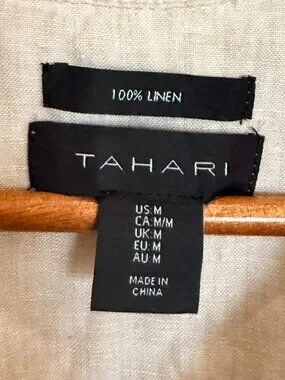 100% LINEN
TAHARI
US:M
CA:M/M
UK:M
EU:M
AU:M
MADE IN
CHINA